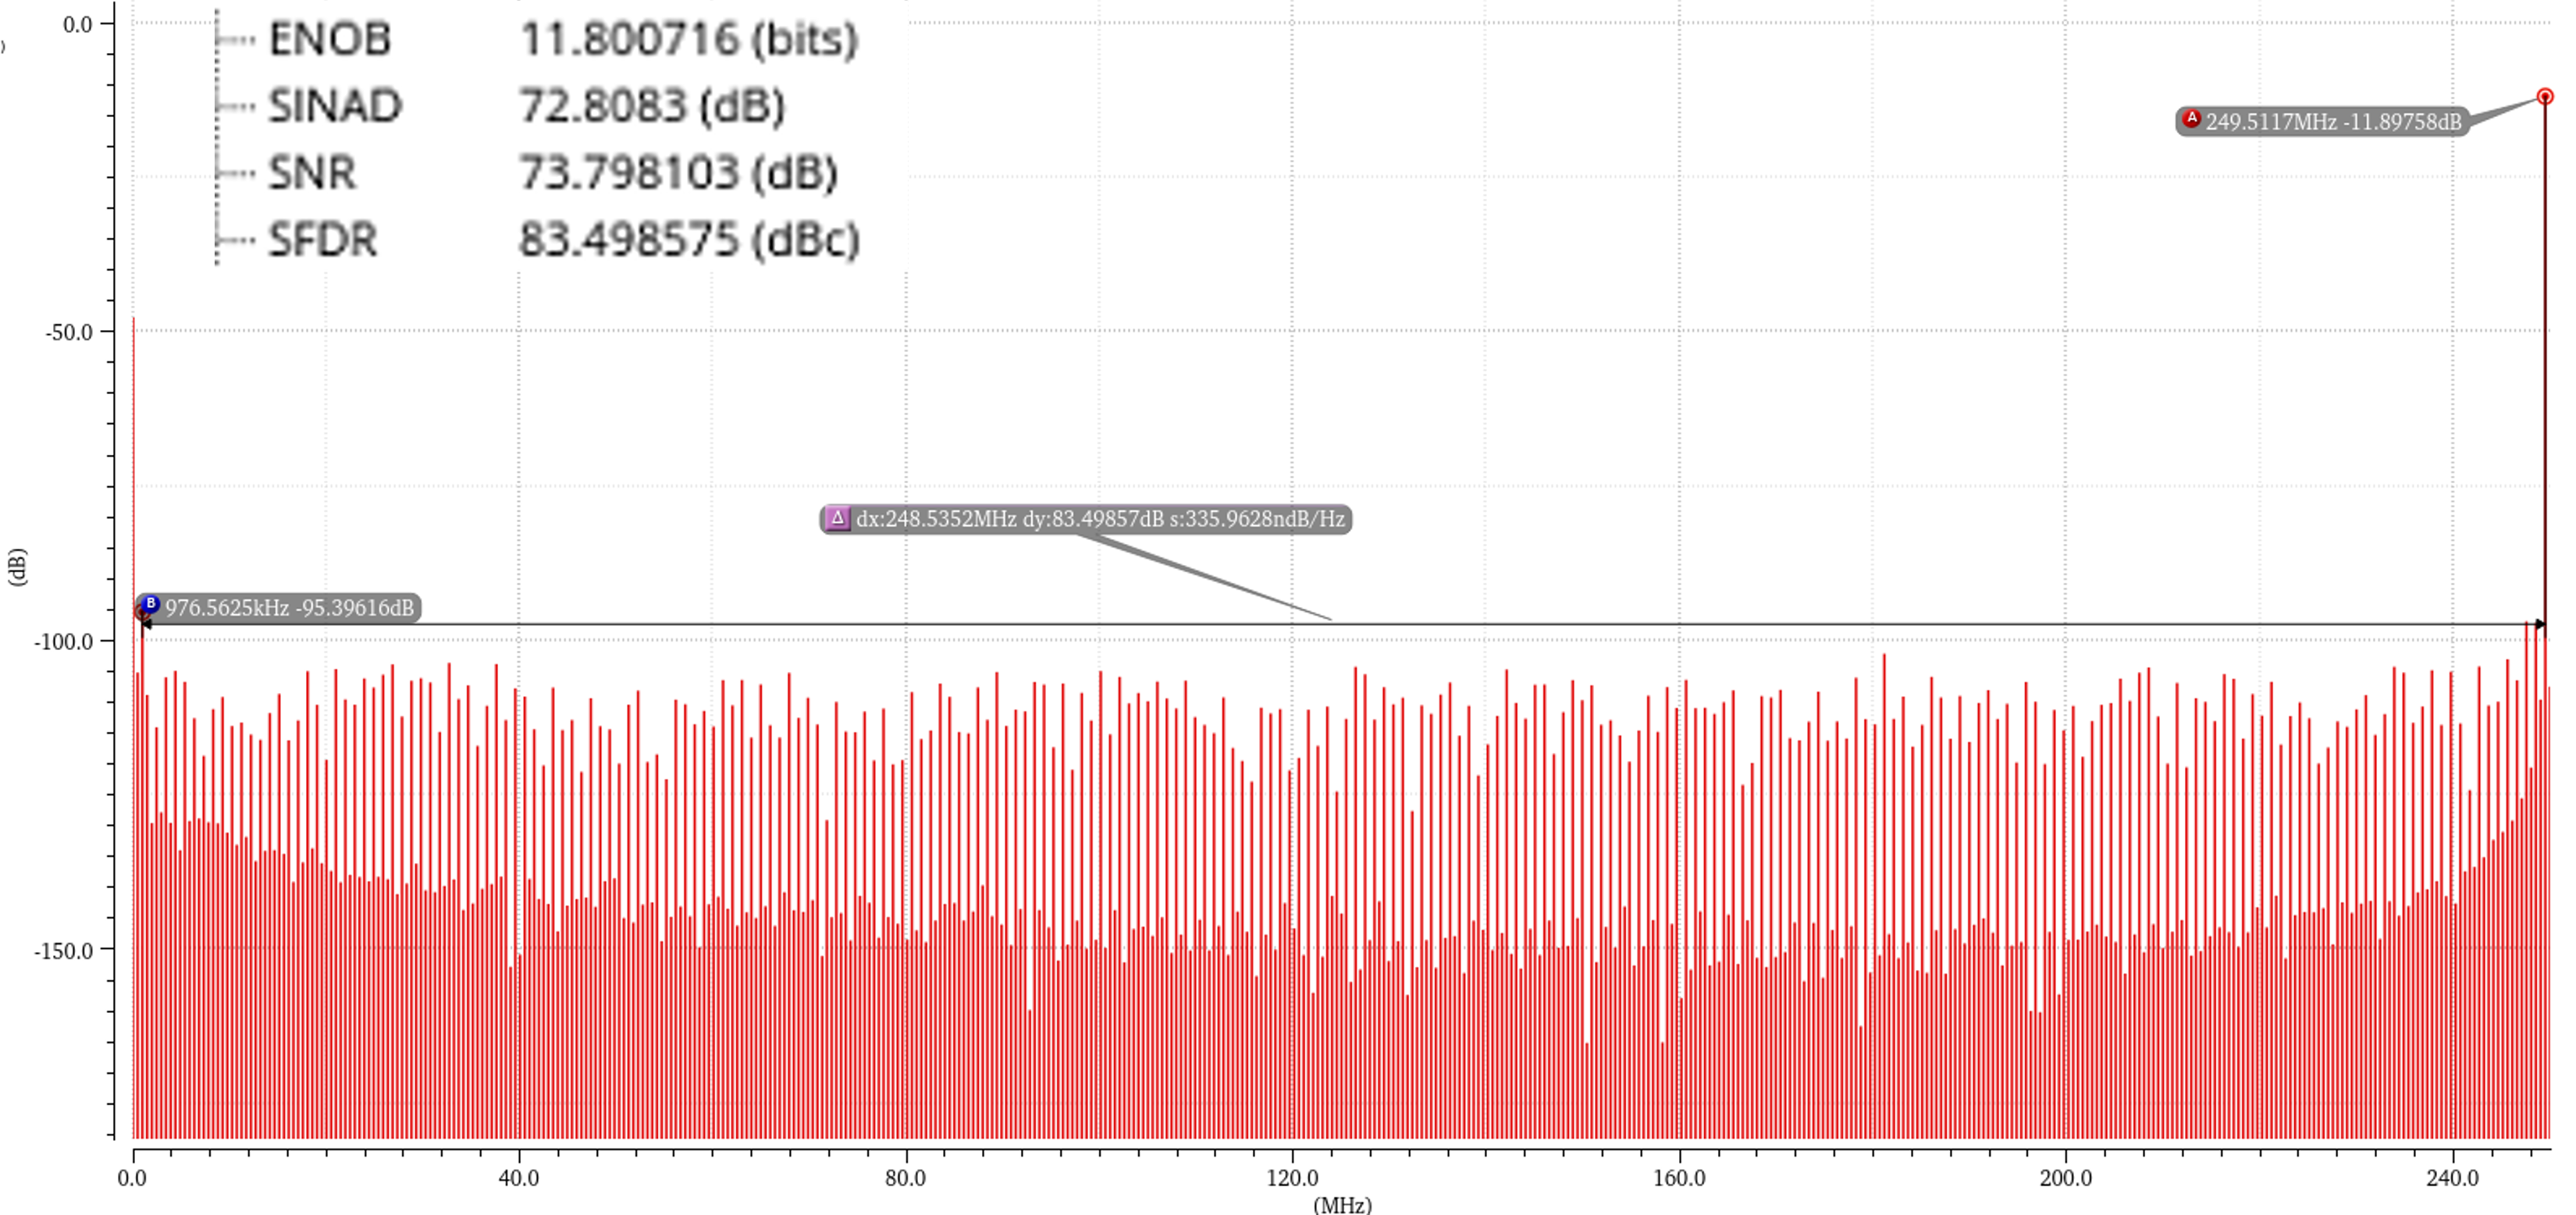 ENOB 11.800716 (bits)
SINAD 72.8083 (dB)
SNR 73.798103 (dB)
SFDR 83.498575 (dBc)
A 249.5117MHz -11.89758dB
Δ dx:248.5352MHz dy:83.49857dB s:335.9628ndB/Hz
B 976.5625kHz -95.39616dB
0.0
-50.0
-100.0
-150.0
(dB)
)
0.0 40.0 80.0 120.0 160.0 200.0 240.0
(MHz)